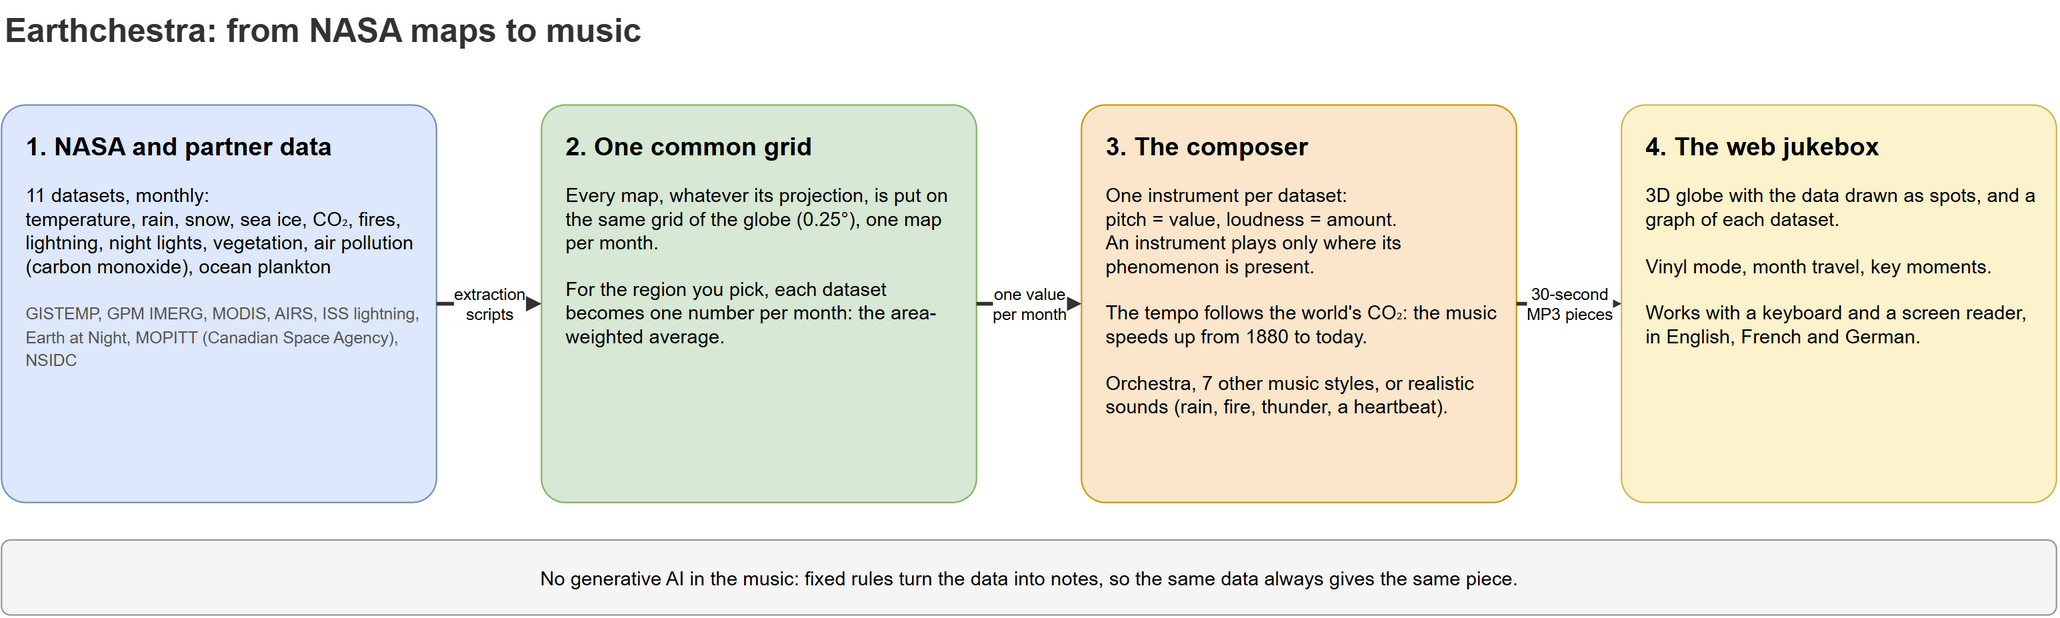 Earthchestra: from NASA maps to music
1. NASA and partner data
11 datasets, monthly:
temperature, rain, snow, sea ice, CO₂, fires,
lightning, night lights, vegetation, air pollution
(carbon monoxide), ocean plankton
GISTEMP, GPM IMERG, MODIS, AIRS, ISS lightning,
Earth at Night, MOPITT (Canadian Space Agency),
NSIDC
extraction
scripts
2. One common grid
Every map, whatever its projection, is put on
the same grid of the globe (0.25°), one map
per month.
For the region you pick, each dataset
becomes one number per month: the area-
weighted average.
one value
per month
3. The composer
One instrument per dataset:
pitch = value, loudness = amount.
An instrument plays only where its
phenomenon is present.
The tempo follows the world's CO₂: the music
speeds up from 1880 to today.
Orchestra, 7 other music styles, or realistic
sounds (rain, fire, thunder, a heartbeat).
30-second
MP3 pieces
4. The web jukebox
3D globe with the data drawn as spots, and a
graph of each dataset.
Vinyl mode, month travel, key moments.
Works with a keyboard and a screen reader,
in English, French and German.
No generative AI in the music: fixed rules turn the data into notes, so the same data always gives the same piece.